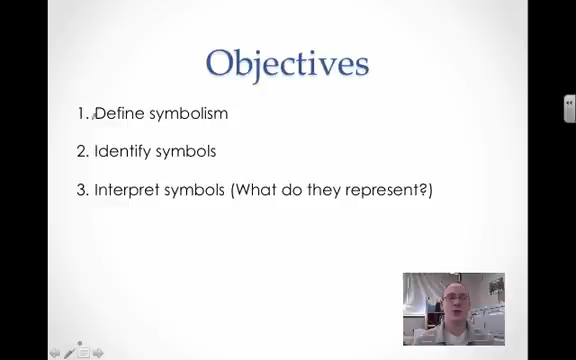 Objectives
1. Define symbolism
2. Identify symbols
3. Interpret symbols (What do they represent?)